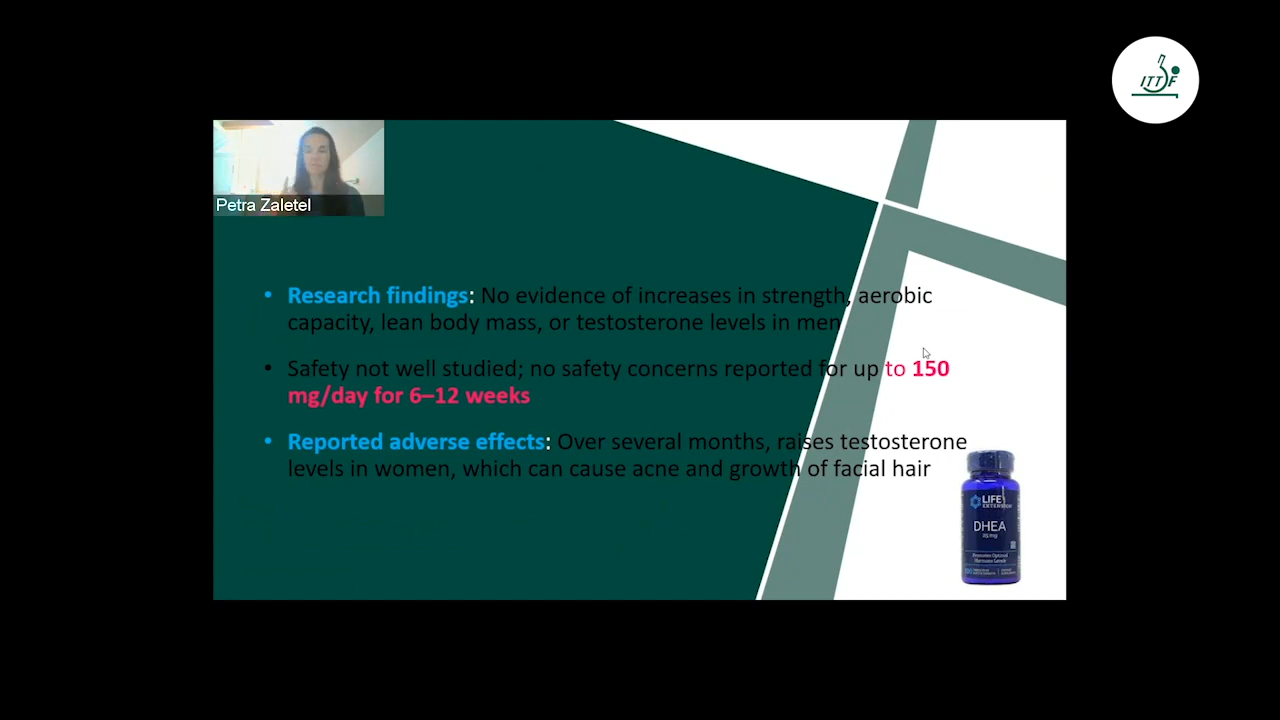 ITTF
Petra Zaletel
• Research findings: No evidence of increases in strength, aerobic
capacity, lean body mass, or testosterone levels in men
• Safety not well studied; no safety concerns reported for up to 150
mg/day for 6–12 weeks
• Reported adverse effects: Over several months, raises testosterone
levels in women, which can cause acne and growth of facial hair
LIFE
EXTENSION
DHEA
25 mg